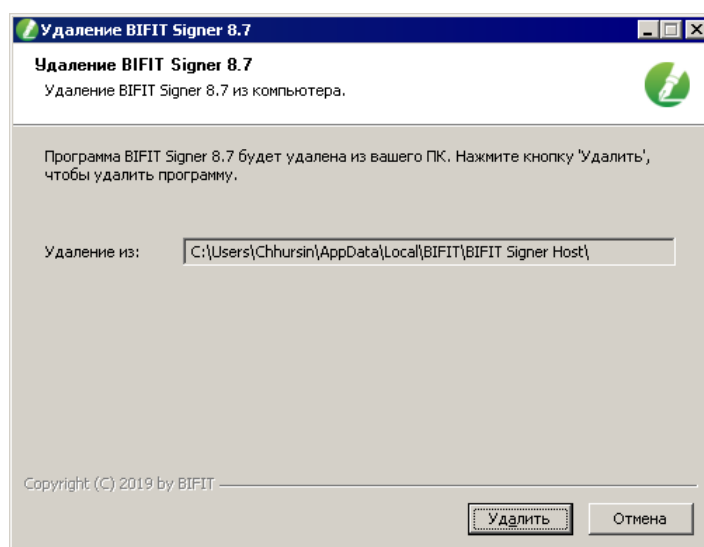 Удаление BIFIT Signer 8.7
Удаление BIFIT Signer 8.7
Удаление BIFIT Signer 8.7 из компьютера.
Программа BIFIT Signer 8.7 будет удалена из вашего ПК. Нажмите кнопку 'Удалить',
чтобы удалить программу.
Удаление из: C:\Users\Chhursin\AppData\Local\BIFIT\BIFIT Signer Host\
Copyright (C) 2019 by BIFIT
Удалить Отмена